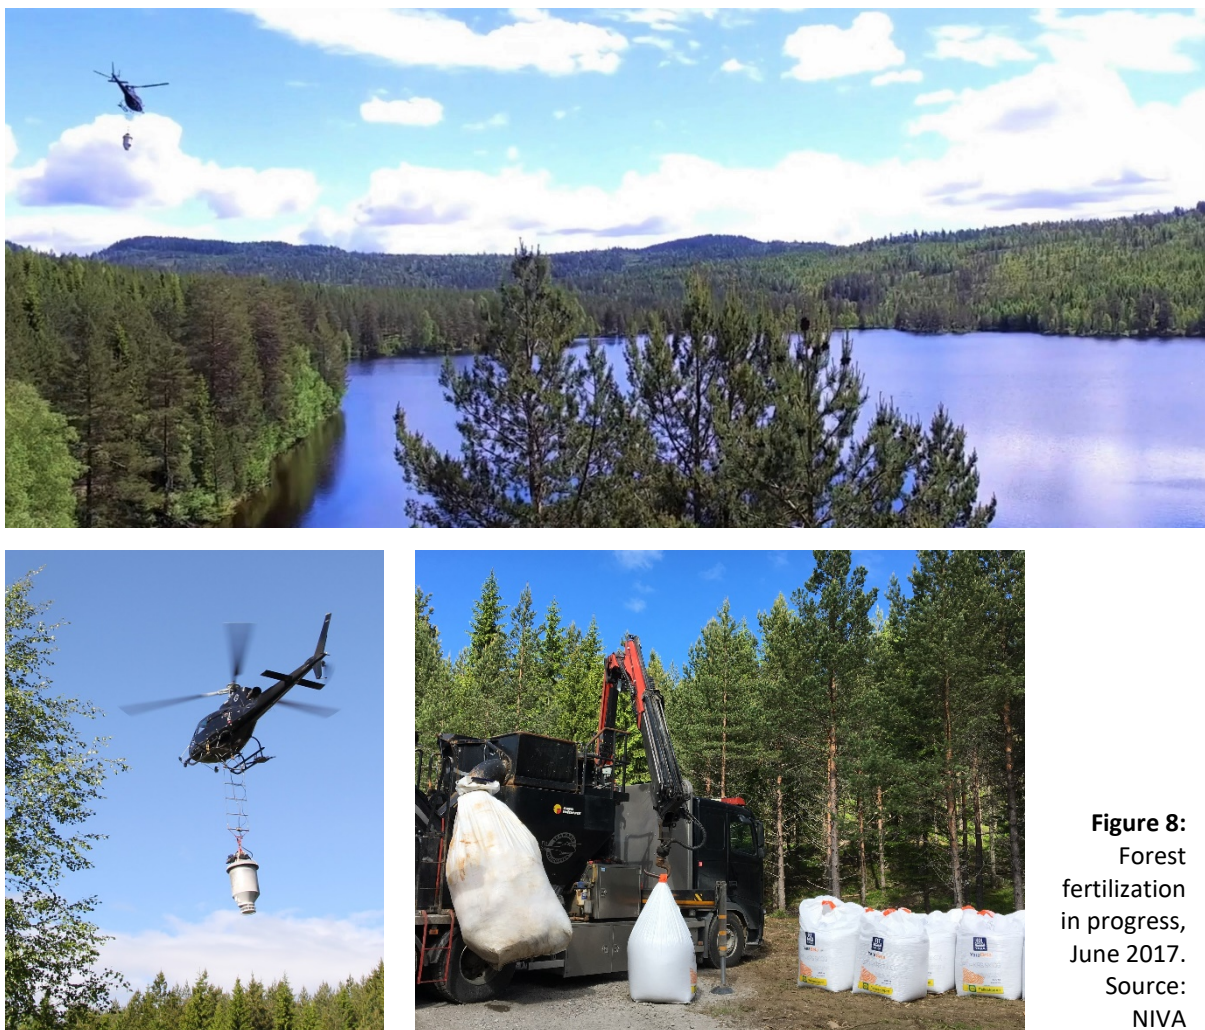 Figure 8:
Forest
fertilization
in progress,
June 2017.
Source:
NIVA